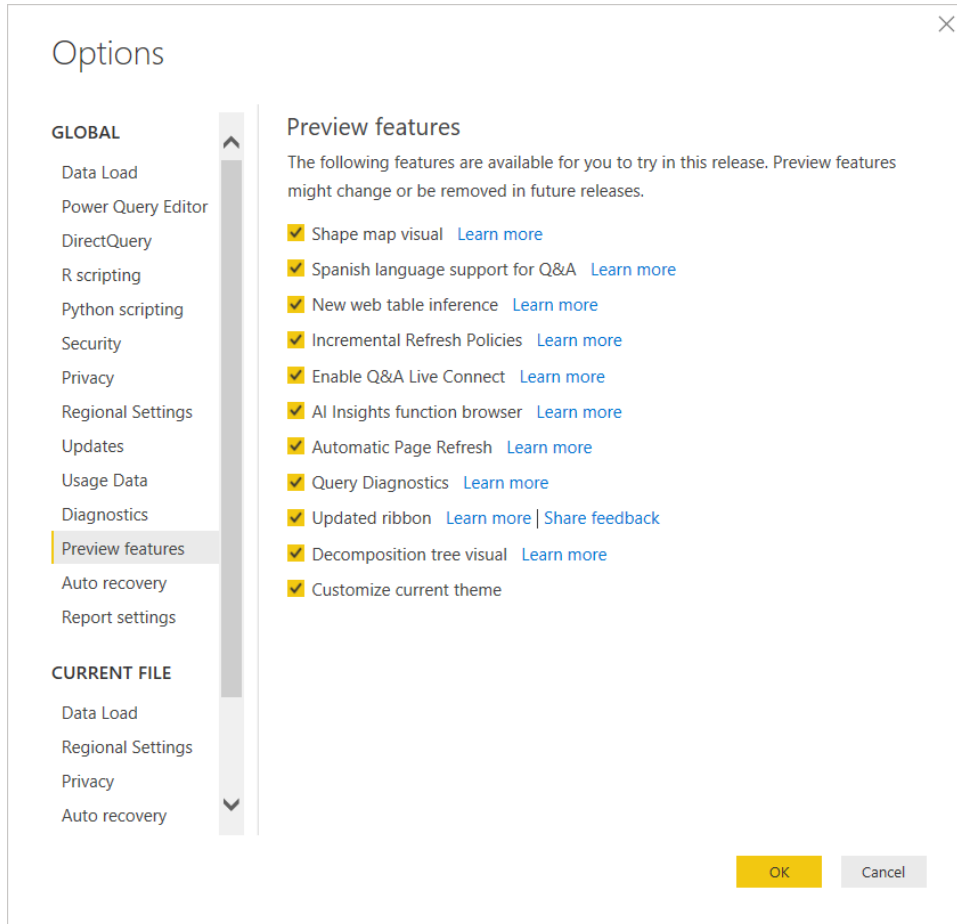 Options
GLOBAL
Data Load
Power Query Editor
DirectQuery
R scripting
Python scripting
Security
Privacy
Regional Settings
Updates
Usage Data
Diagnostics
Preview features
Auto recovery
Report settings
CURRENT FILE
Data Load
Regional Settings
Privacy
Auto recovery
Preview features
The following features are available for you to try in this release. Preview features
might change or be removed in future releases.
Shape map visual Learn more
Spanish language support for Q&A Learn more
New web table inference Learn more
Incremental Refresh Policies Learn more
Enable Q&A Live Connect Learn more
AI Insights function browser Learn more
Automatic Page Refresh Learn more
Query Diagnostics Learn more
Updated ribbon Learn more | Share feedback
Decomposition tree visual Learn more
Customize current theme
OK Cancel